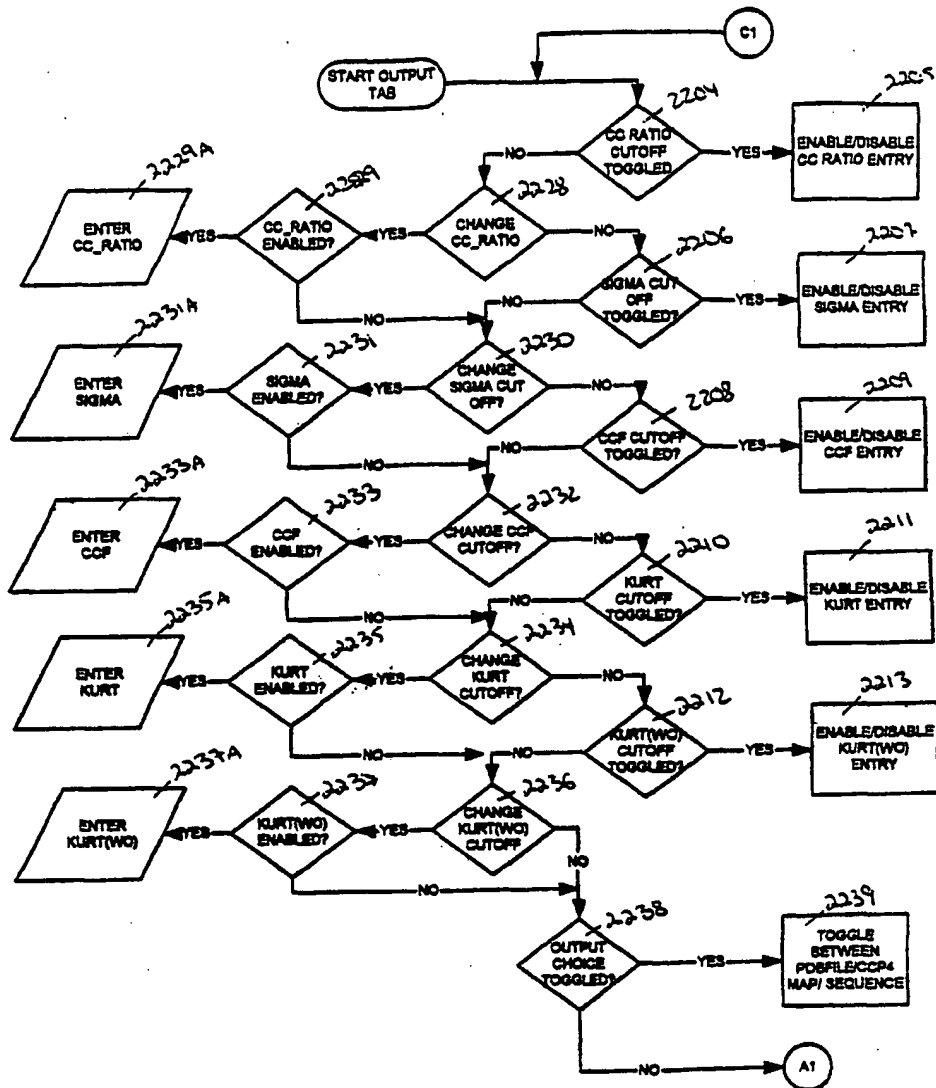 C1
START OUTPUT
TAB
2204
CC RATIO
CUTOFF
TOGGLED
YES
2205
ENABLE/DISABLE
CC RATIO ENTRY
NO
2229A
ENTER
CC_RATIO
YES
2229
CC_RATIO
ENABLED?
YES
2228
CHANGE
CC_RATIO
NO
2206
SIGMA CUT
OFF
TOGGLED?
YES
2207
ENABLE/DISABLE
SIGMA ENTRY
NO
NO
2231A
ENTER
SIGMA
YES
2231
SIGMA
ENABLED?
YES
2230
CHANGE
SIGMA CUT
OFF?
NO
2208
CCF CUTOFF
TOGGLED?
YES
2209
ENABLE/DISABLE
CCF ENTRY
NO
NO
2233A
ENTER
CCF
YES
2233
CCF
ENABLED?
YES
2232
CHANGE CCF
CUTOFF?
NO
2210
KURT
CUTOFF
TOGGLED?
YES
2211
ENABLE/DISABLE
KURT ENTRY
NO
NO
2235A
ENTER
KURT
YES
2235
KURT
ENABLED?
YES
2234
CHANGE
KURT
CUTOFF?
NO
2212
KURT(WO)
CUTOFF
TOGGLED?
YES
2213
ENABLE/DISABLE
KURT(WO)
ENTRY
NO
NO
2237A
ENTER
KURT(WO)
YES
2237
KURT(WO)
ENABLED?
YES
2236
CHANGE
KURT(WO)
CUTOFF
NO
NO
2238
OUTPUT
CHOICE
TOGGLED?
YES
2239
TOGGLE
BETWEEN
PDBFILE/CCP4
MAP/ SEQUENCE
NO
A1